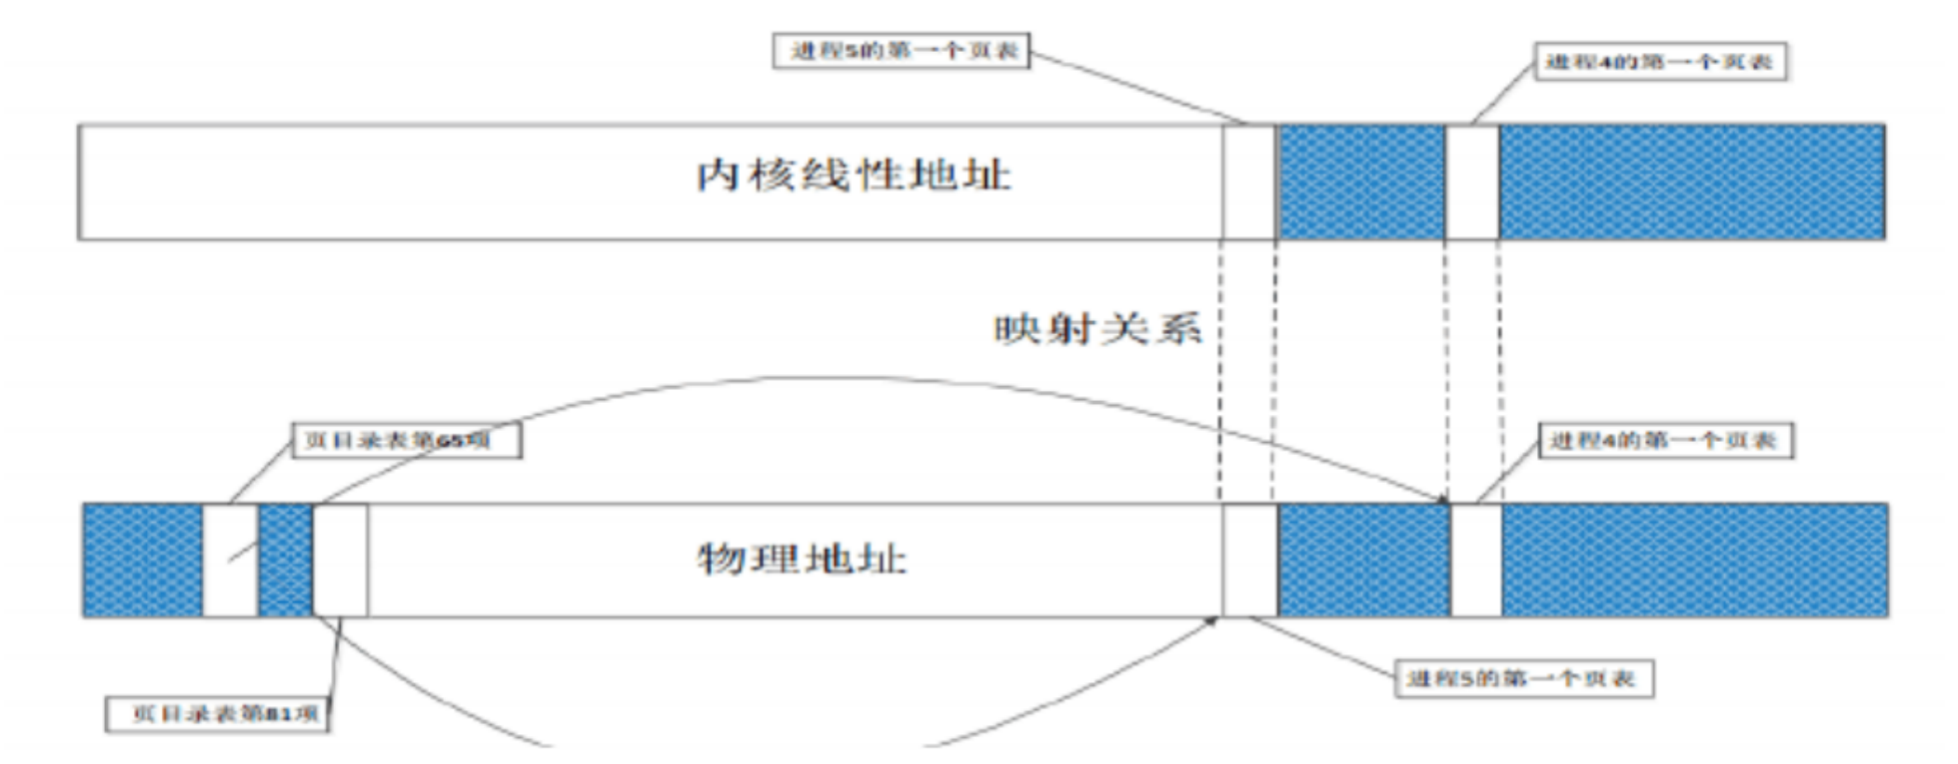 进程5的第一个页表
进程4的第一个页表
内核线性地址
映射关系
页目录表第65项
进程4的第一个页表
物理地址
进程5的第一个页表
页目录表第81项